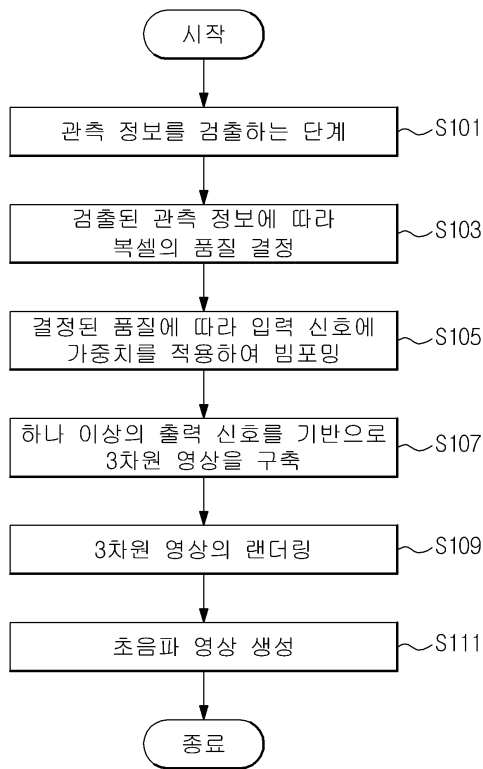 시작
관측 정보를 검출하는 단계
S101
검출된 관측 정보에 따라
복셀의 품질 결정
S103
결정된 품질에 따라 입력 신호에
가중치를 적용하여 빔포밍
S105
하나 이상의 출력 신호를 기반으로
3차원 영상을 구축
S107
3차원 영상의 랜더링
S109
초음파 영상 생성
S111
종료